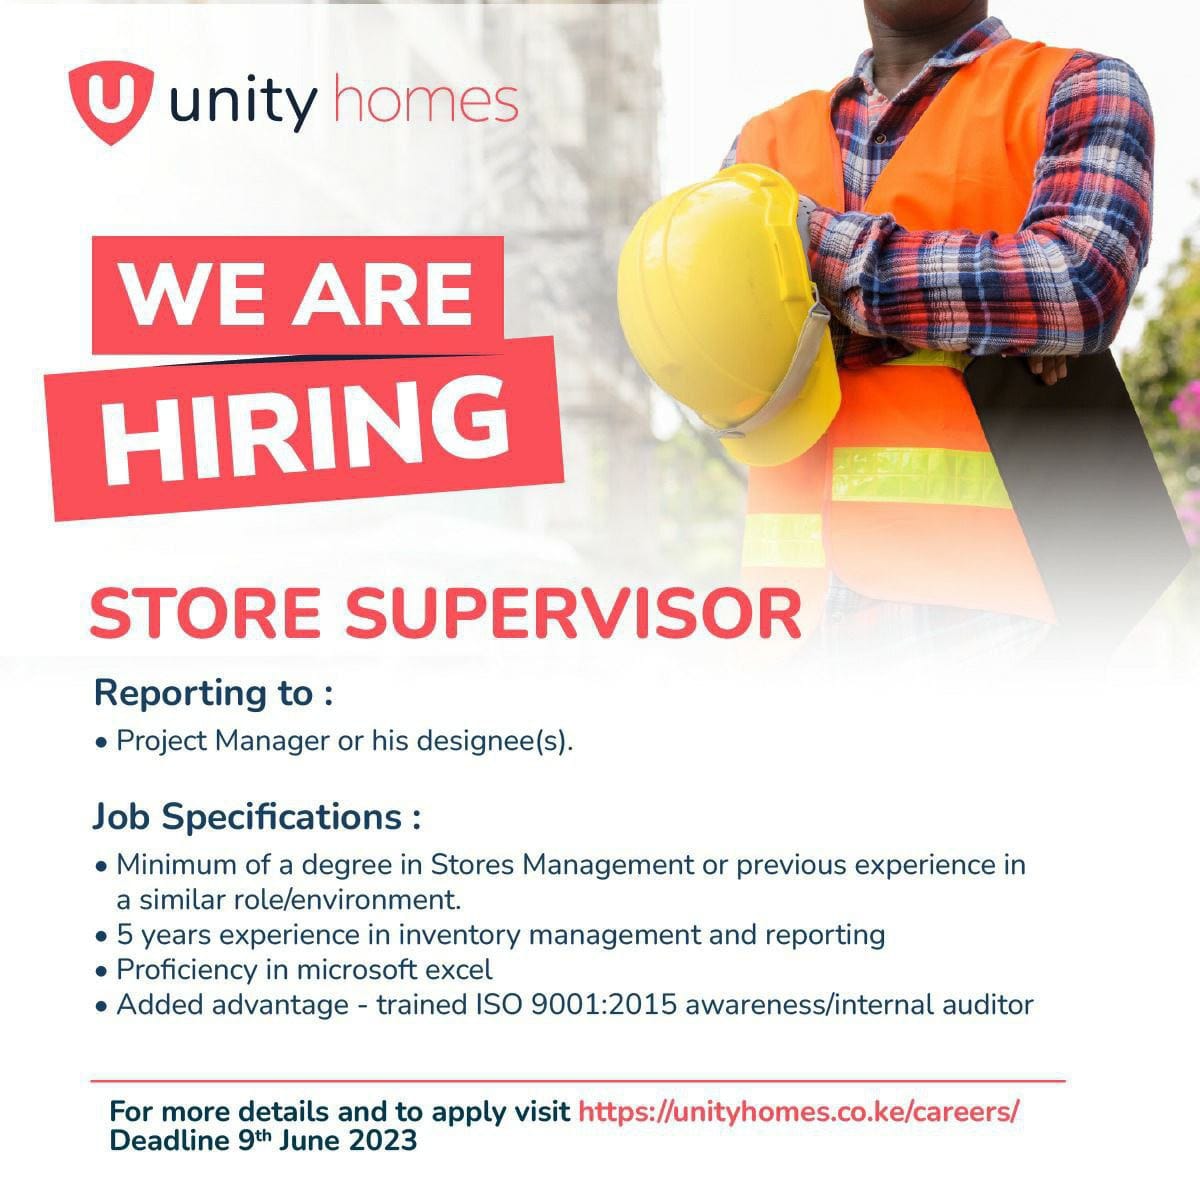 unity homes
WE ARE
HIRING
STORE SUPERVISOR
Reporting to :
• Project Manager or his designee(s).
Job Specifications :
• Minimum of a degree in Stores Management or previous experience in
a similar role/environment.
• 5 years experience in inventory management and reporting
• Proficiency in microsoft excel
• Added advantage - trained ISO 9001:2015 awareness/internal auditor
For more details and to apply visit https://unityhomes.co.ke/careers/
Deadline 9th June 2023